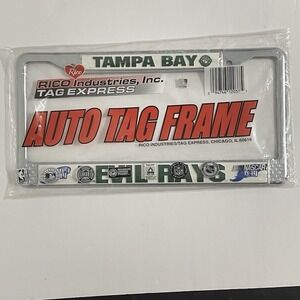 TAMPA BAY
Rico
RICO Industries, Inc.
TAG EXPRESS
AUTO TAG FRAME
RICO INDUSTRIES/TAG EXPRESS, CHICAGO, IL 60616
RAYS
NASCAR